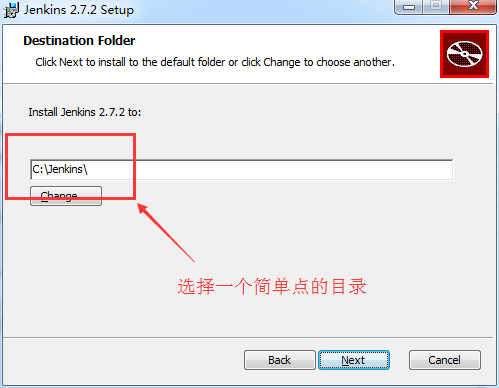 Jenkins 2.7.2 Setup
Destination Folder
Click Next to install to the default folder or click Change to choose another.
Install Jenkins 2.7.2 to:
C:\Jenkins\
Change...
选择一个简单点的目录
Back
Next
Cancel